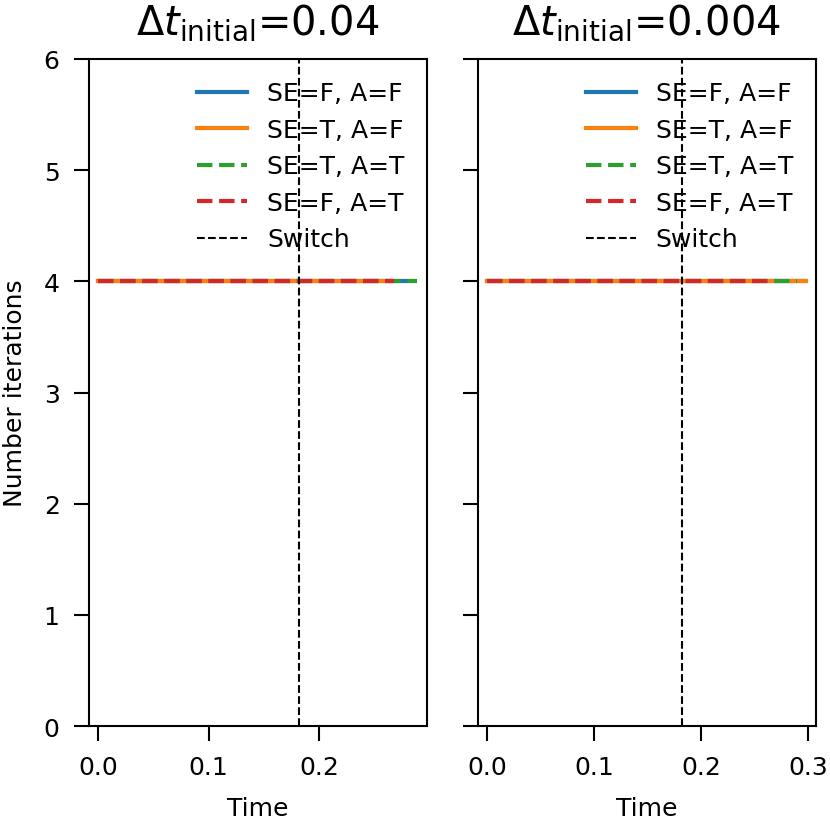 Δt_initial=0.04
Δt_initial=0.004
Number iterations
6
5
4
3
2
1
0
SE=F, A=F
SE=T, A=F
SE=T, A=T
SE=F, A=T
Switch
0.0 0.1 0.2
Time
SE=F, A=F
SE=T, A=F
SE=T, A=T
SE=F, A=T
Switch
0.0 0.1 0.2 0.3
Time